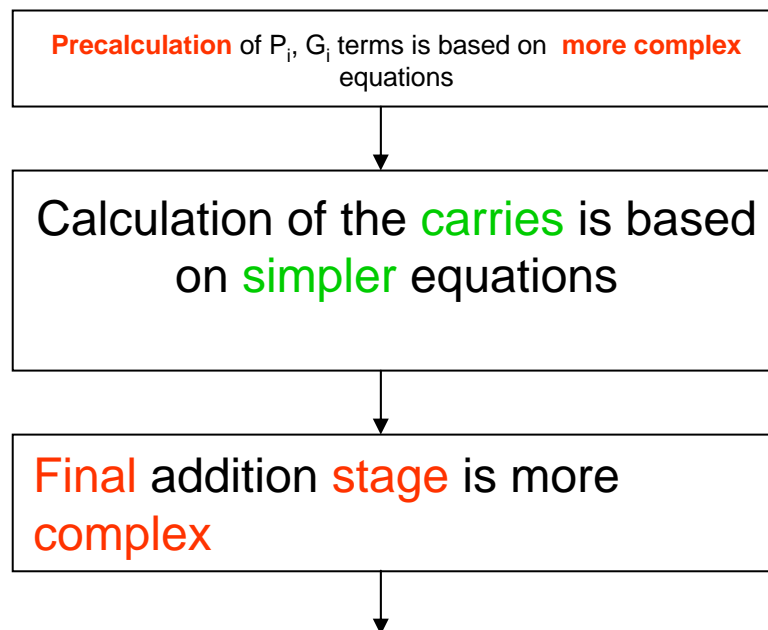 Precalculation of Pi, Gi terms is based on more complex
equations
Calculation of the carries is based
on simpler equations
Final addition stage is more
complex